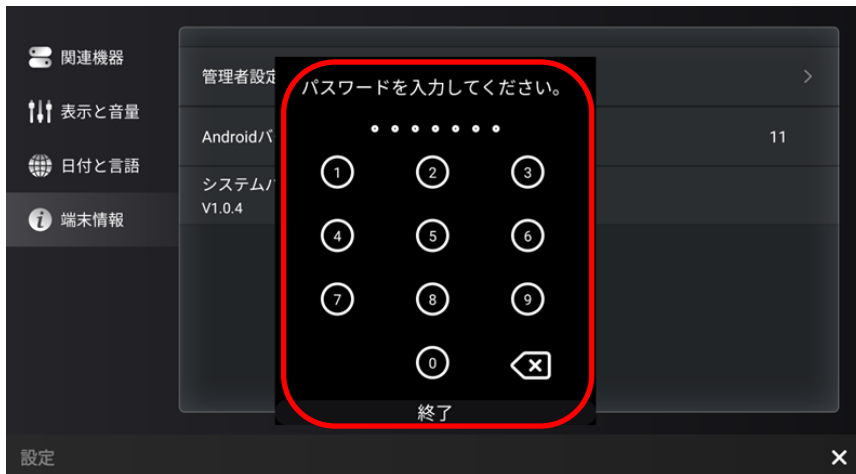 関連機器
表示と音量
日付と言語
端末情報
管理者設定
Androidバ
11
システムバ
V1.0.4
パスワードを入力してください。
1 2 3
4 5 6
7 8 9
0
終了
設定